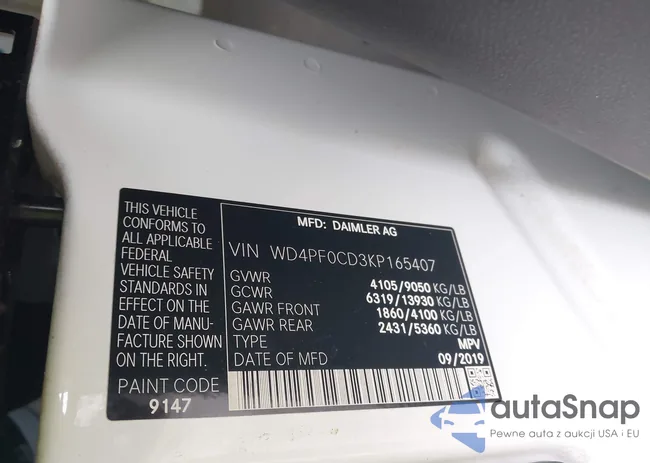 THIS VEHICLE
CONFORMS TO
ALL APPLICABLE
FEDERAL
VEHICLE SAFETY
STANDARDS IN
EFFECT ON THE
DATE OF MANU-
FACTURE SHOWN
ON THE RIGHT.
PAINT CODE
9147
MFD: DAIMLER AG
VIN WD4PF0CD3KP165407
GVWR 4105/9050 KG/LB
GCWR 6319/13930 KG/LB
GAWR FRONT 1860/4100 KG/LB
GAWR REAR 2431/5360 KG/LB
TYPE MPV
DATE OF MFD 09/2019
autaSnap
Pewne auta z aukcji USA i EU